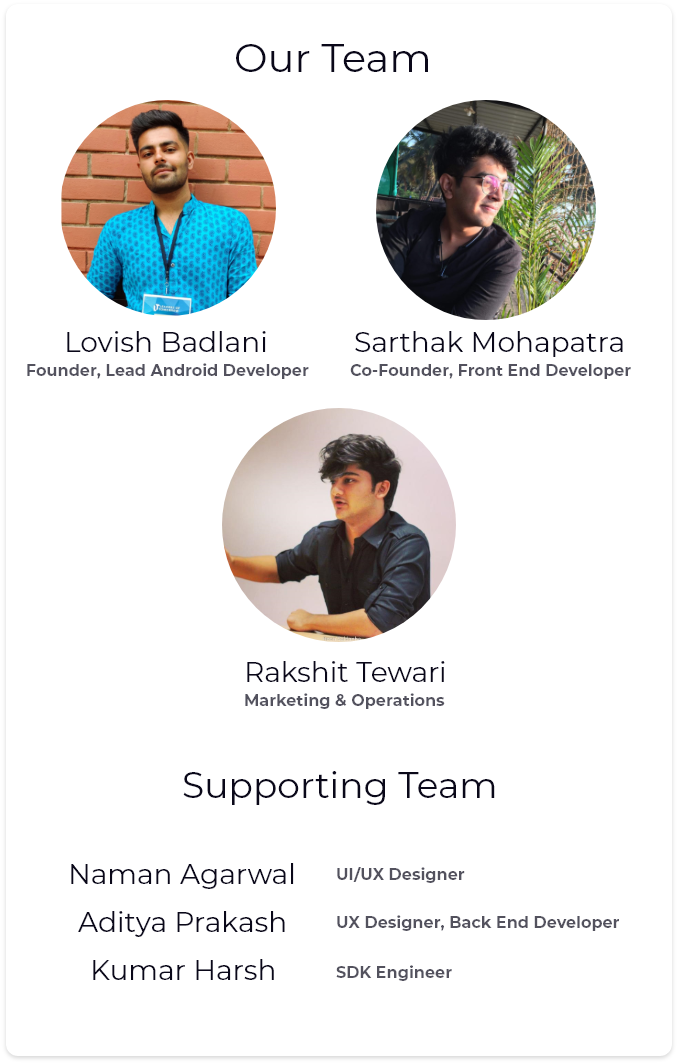 Our Team
Lovish Badlani
Founder, Lead Android Developer
Sarthak Mohapatra
Co-Founder, Front End Developer
Rakshit Tewari
Marketing & Operations
Supporting Team
Naman Agarwal
UI/UX Designer
Aditya Prakash
UX Designer, Back End Developer
Kumar Harsh
SDK Engineer